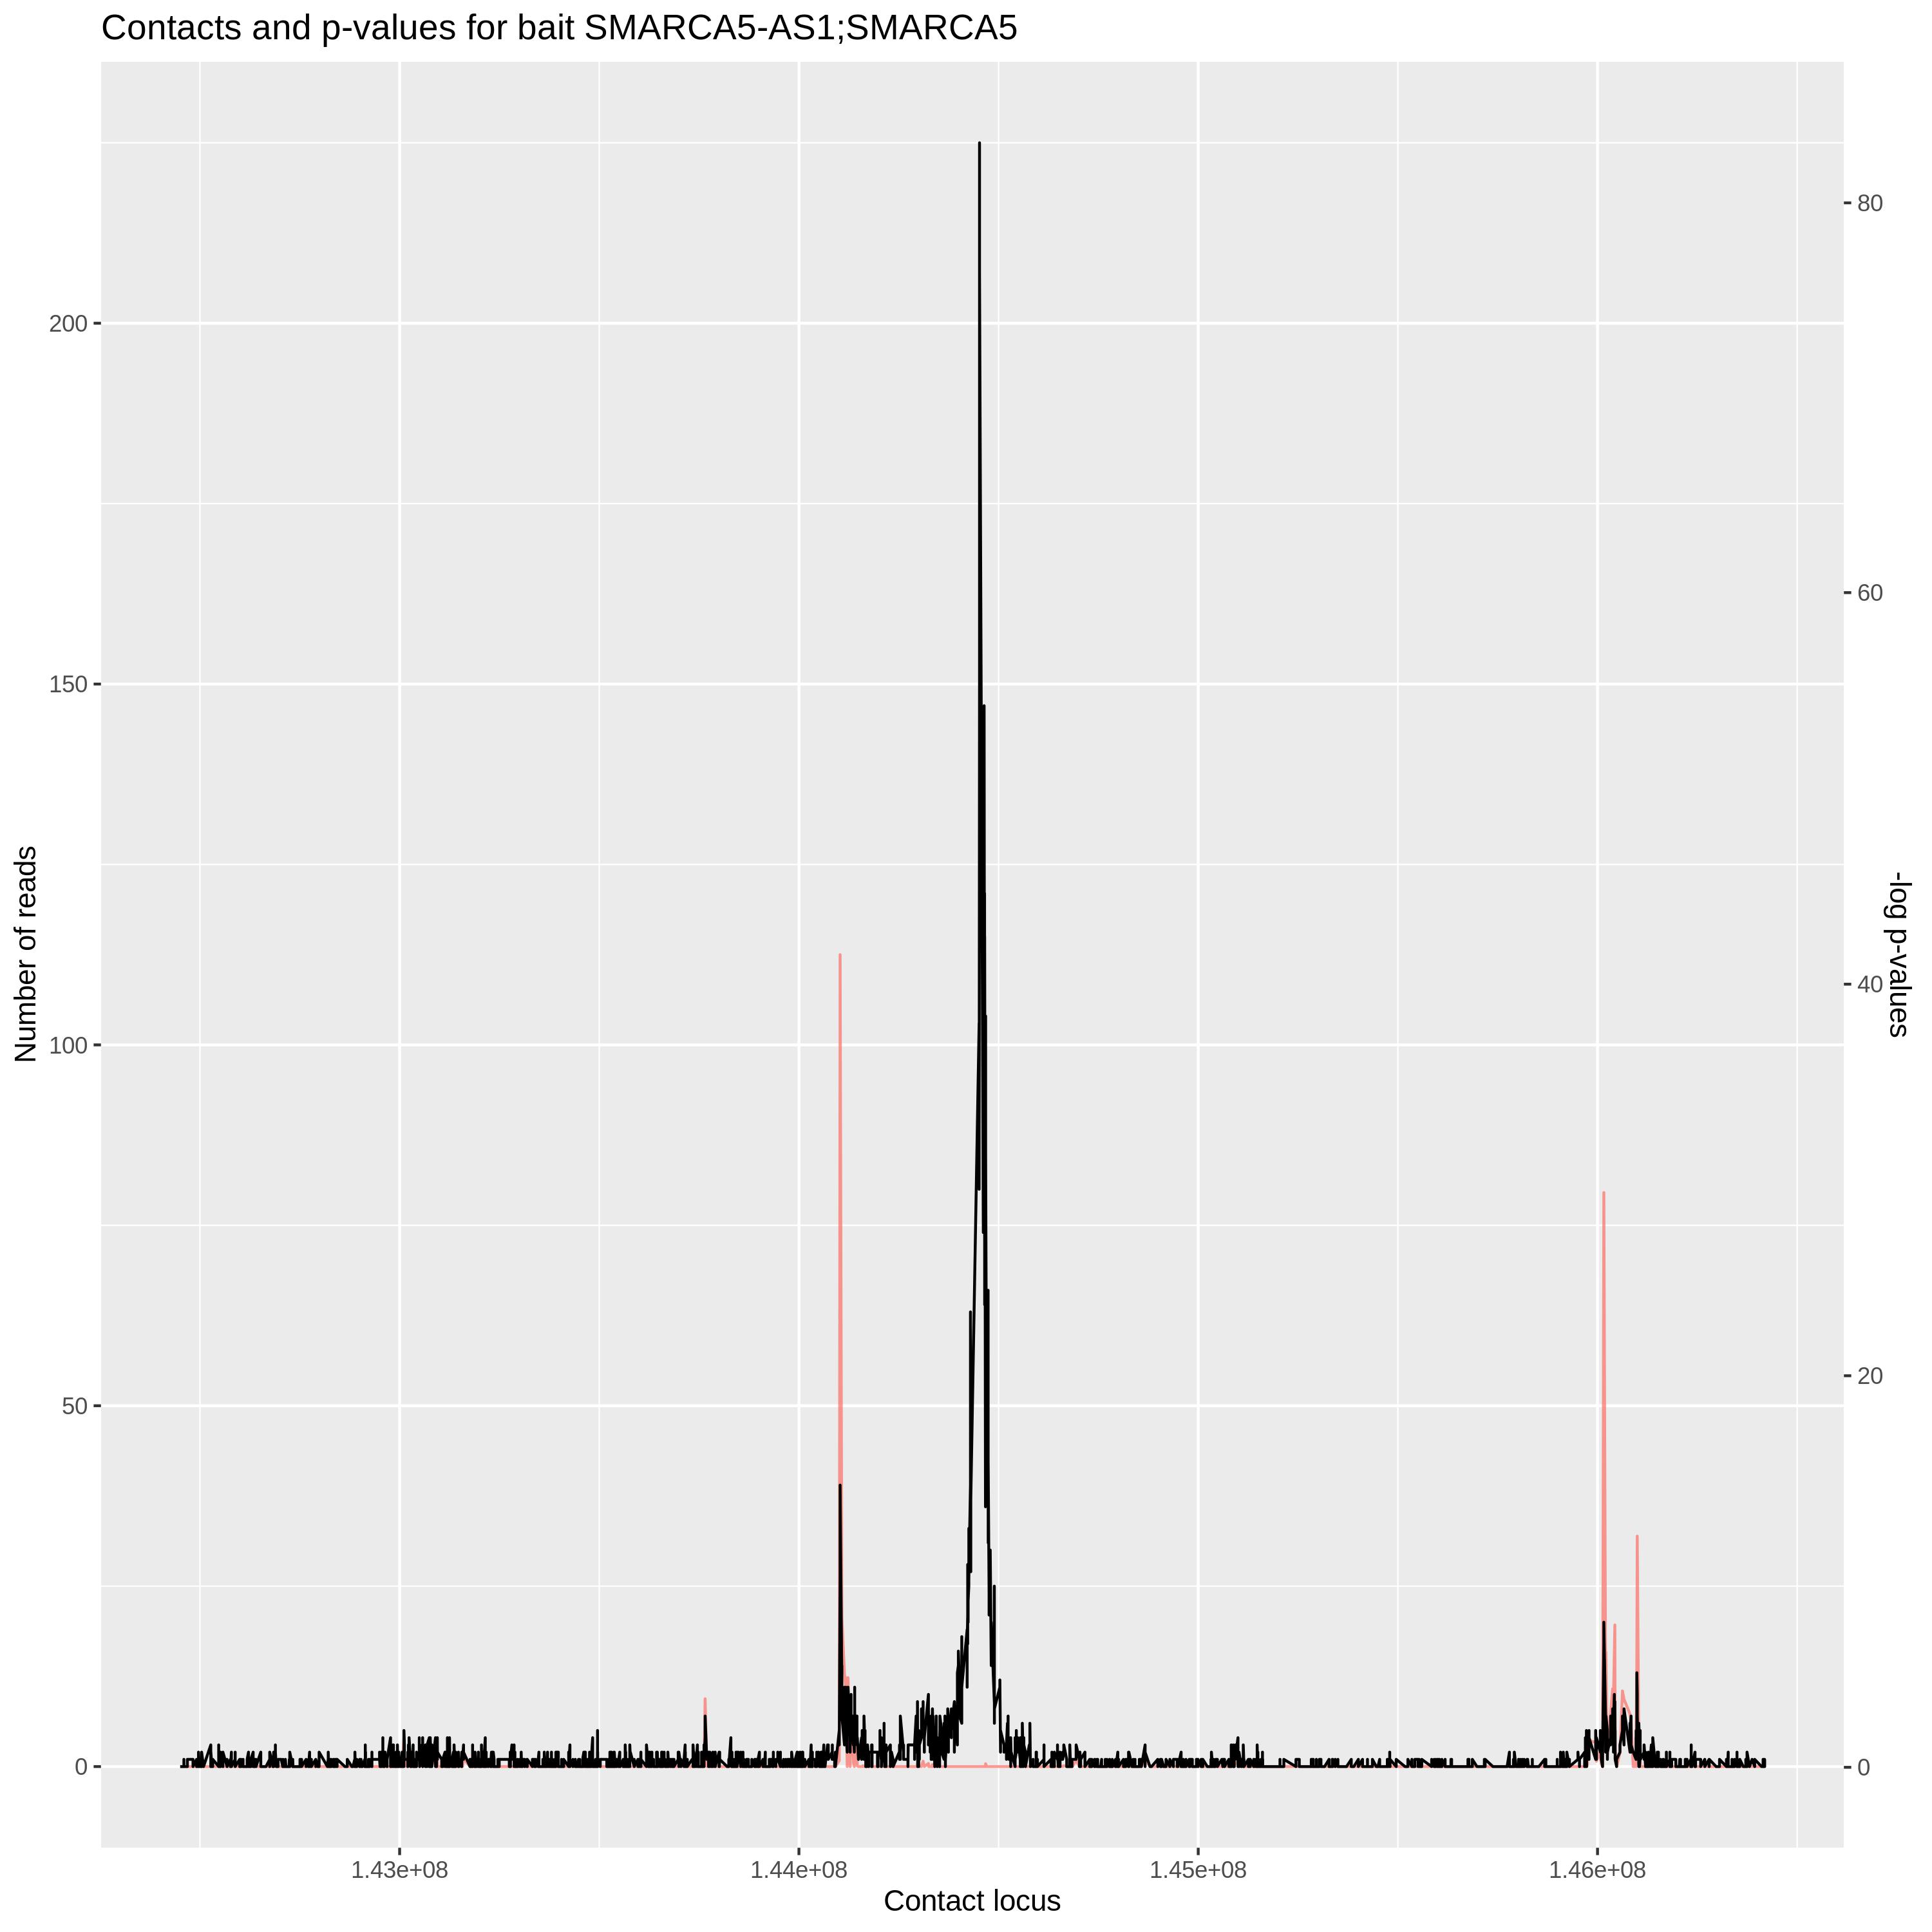 Contacts and p-values for bait SMARCA5-AS1;SMARCA5
Number of reads
200
150
100
50
0
80
60
40
20
0
-log p-values
1.43e+08 1.44e+08 1.45e+08 1.46e+08
Contact locus